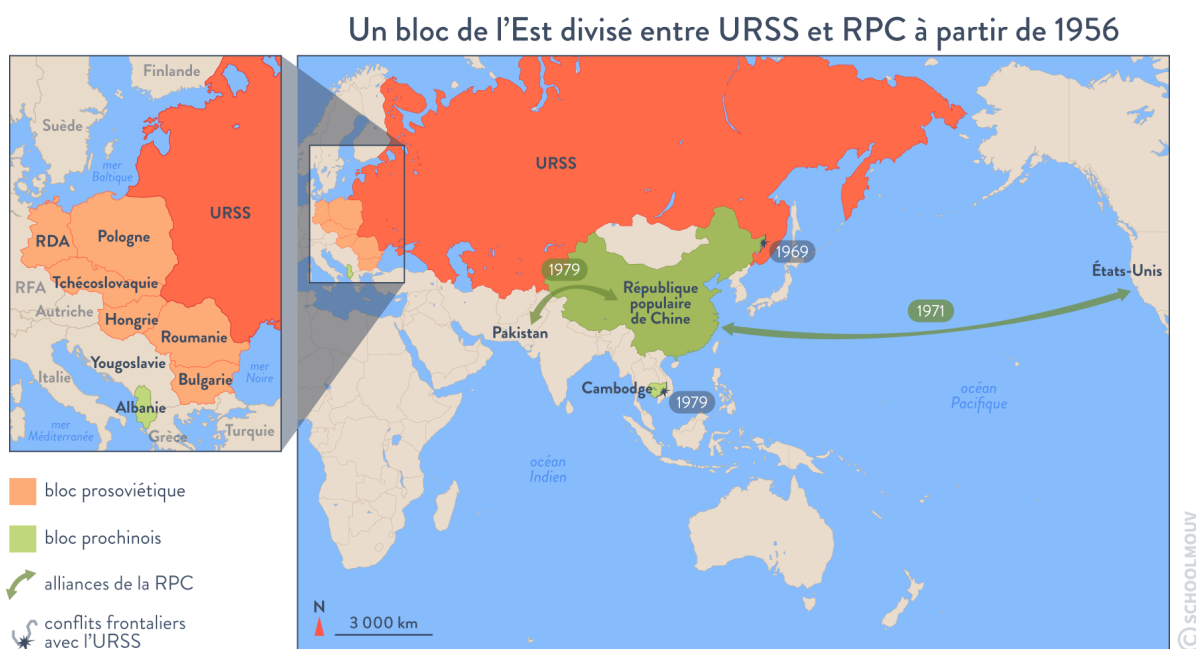 Un bloc de l’Est divisé entre URSS et RPC à partir de 1956
Finlande
Suède
mer
Baltique
URSS
RDA
Pologne
Tchécoslovaquie
RFA
Autriche
Hongrie
Roumanie
Yougoslavie
Italie
Bulgarie
mer
Noire
Albanie
mer
Méditerranée
Grèce
Turquie
URSS
1969
1979
République
populaire
de Chine
États-Unis
1971
Pakistan
Cambodge
1979
océan
Pacifique
océan
Indien
N
3 000 km
bloc prosoviétique
bloc prochinois
alliances de la RPC
conflits frontaliers
avec l’URSS
© SCHOOLMOUV